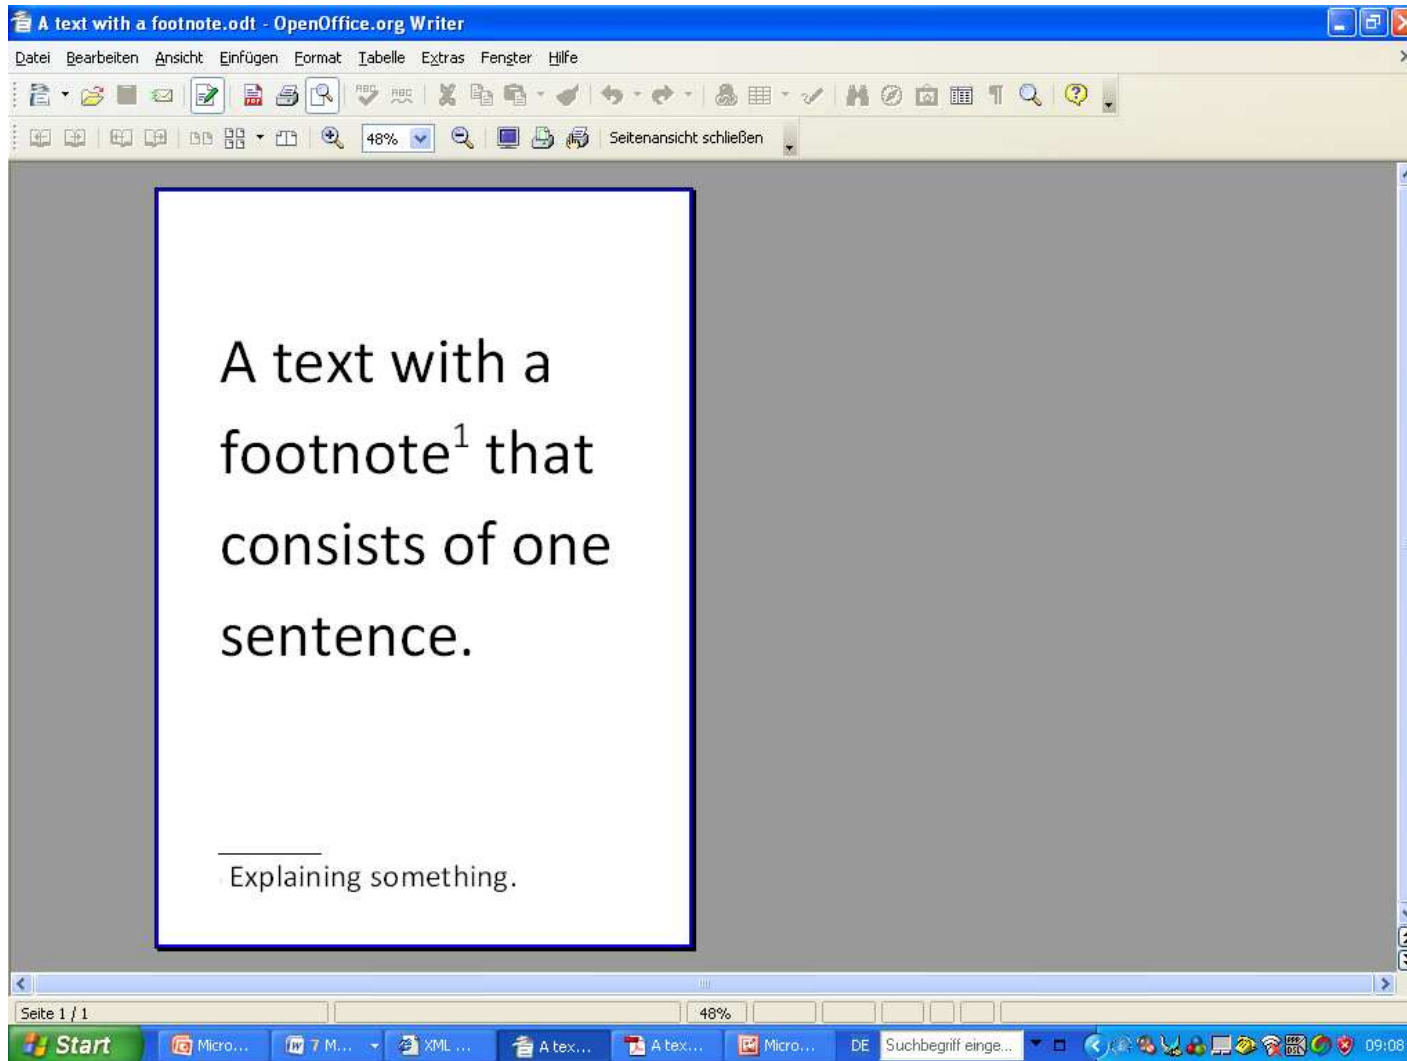 A text with a footnote.odt - OpenOffice.org Writer
Datei Bearbeiten Ansicht Einfügen Format Tabelle Extras Fenster Hilfe
48% Seitenansicht schließen
A text with a
footnote1 that
consists of one
sentence.
Explaining something.
Seite 1 / 1 48%
Start Micro... 7 M... XML ... A tex... A tex... Micro... DE Suchbegriff einge... 09:08